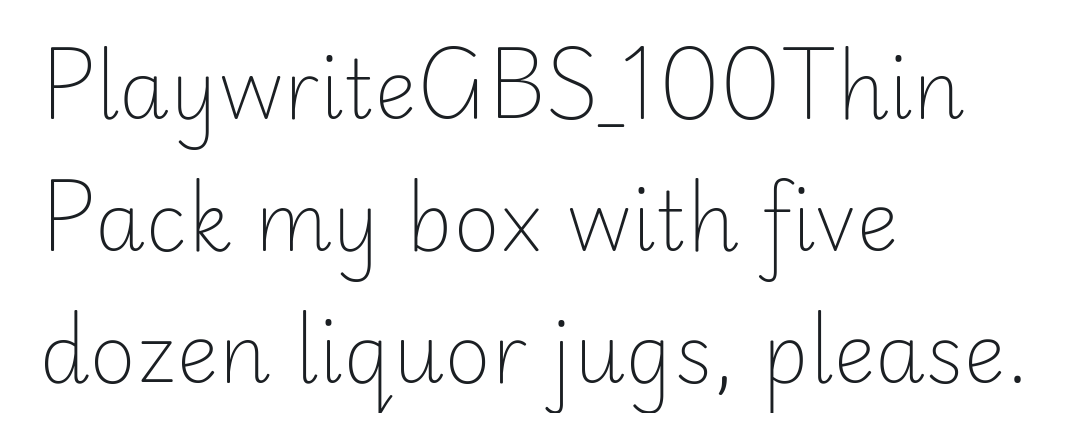 PlaywriteGBS_100Thin
Pack my box with five
dozen liquor jugs, please.